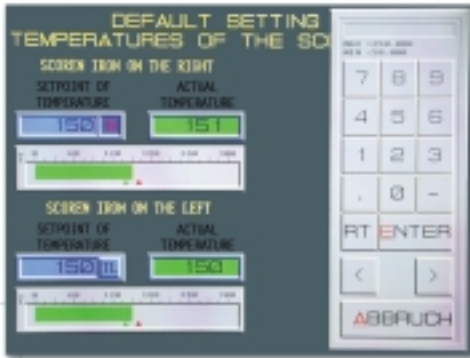 DEFAULT SETTING
TEMPERATURES OF THE SC
SCOREN IRON ON THE RIGHT
SETPOINT OF TEMPERATURE
ACTUAL TEMPERATURE
150
151
SCOREN IRON ON THE LEFT
SETPOINT OF TEMPERATURE
ACTUAL TEMPERATURE
150
150
7 8 9
4 5 6
1 2 3
. 0 -
RT ENTER
< >
ABBRUCH